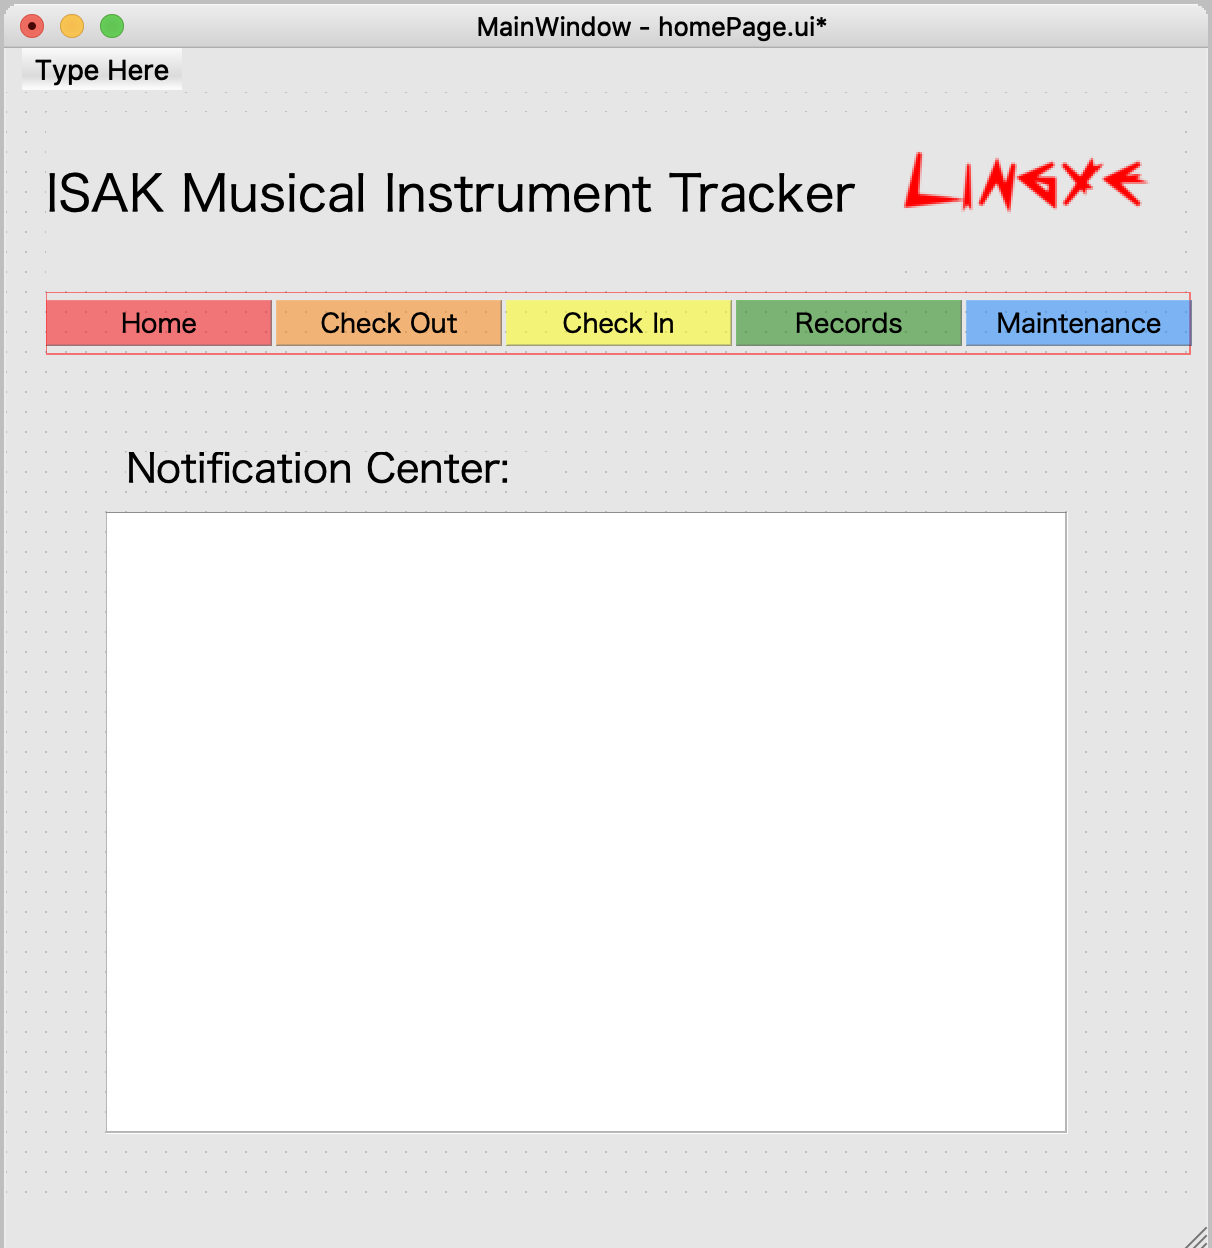 MainWindow - homePage.ui*
Type Here
ISAK Musical Instrument Tracker LINGXE
Home Check Out Check In Records Maintenance
Notification Center: